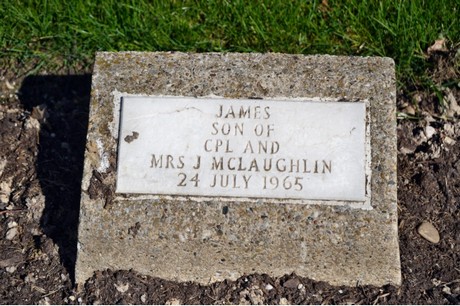 JAMES
SON OF
CPL AND
MRS J MCLAUGHLIN
24 JULY 1965